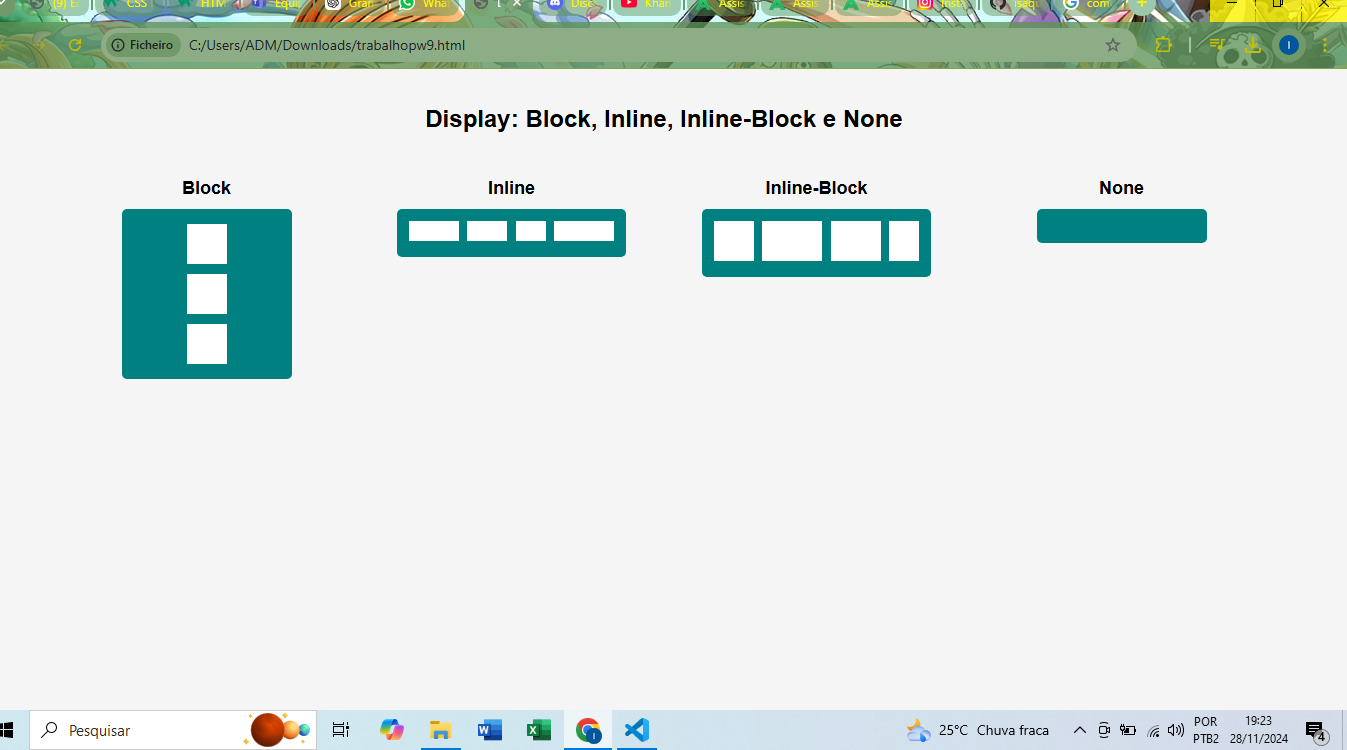 (9) E
CSS
HTM
Equi
Gran
Wha
Disc
Khan
Assis
Assis
Assis
Insta
isaq
com
Ficheiro C:/Users/ADM/Downloads/trabalhopw9.html
I
Display: Block, Inline, Inline-Block e None
Block Inline Inline-Block None
Pesquisar
25°C Chuva fraca
POR
PTB2
19:23
28/11/2024
4